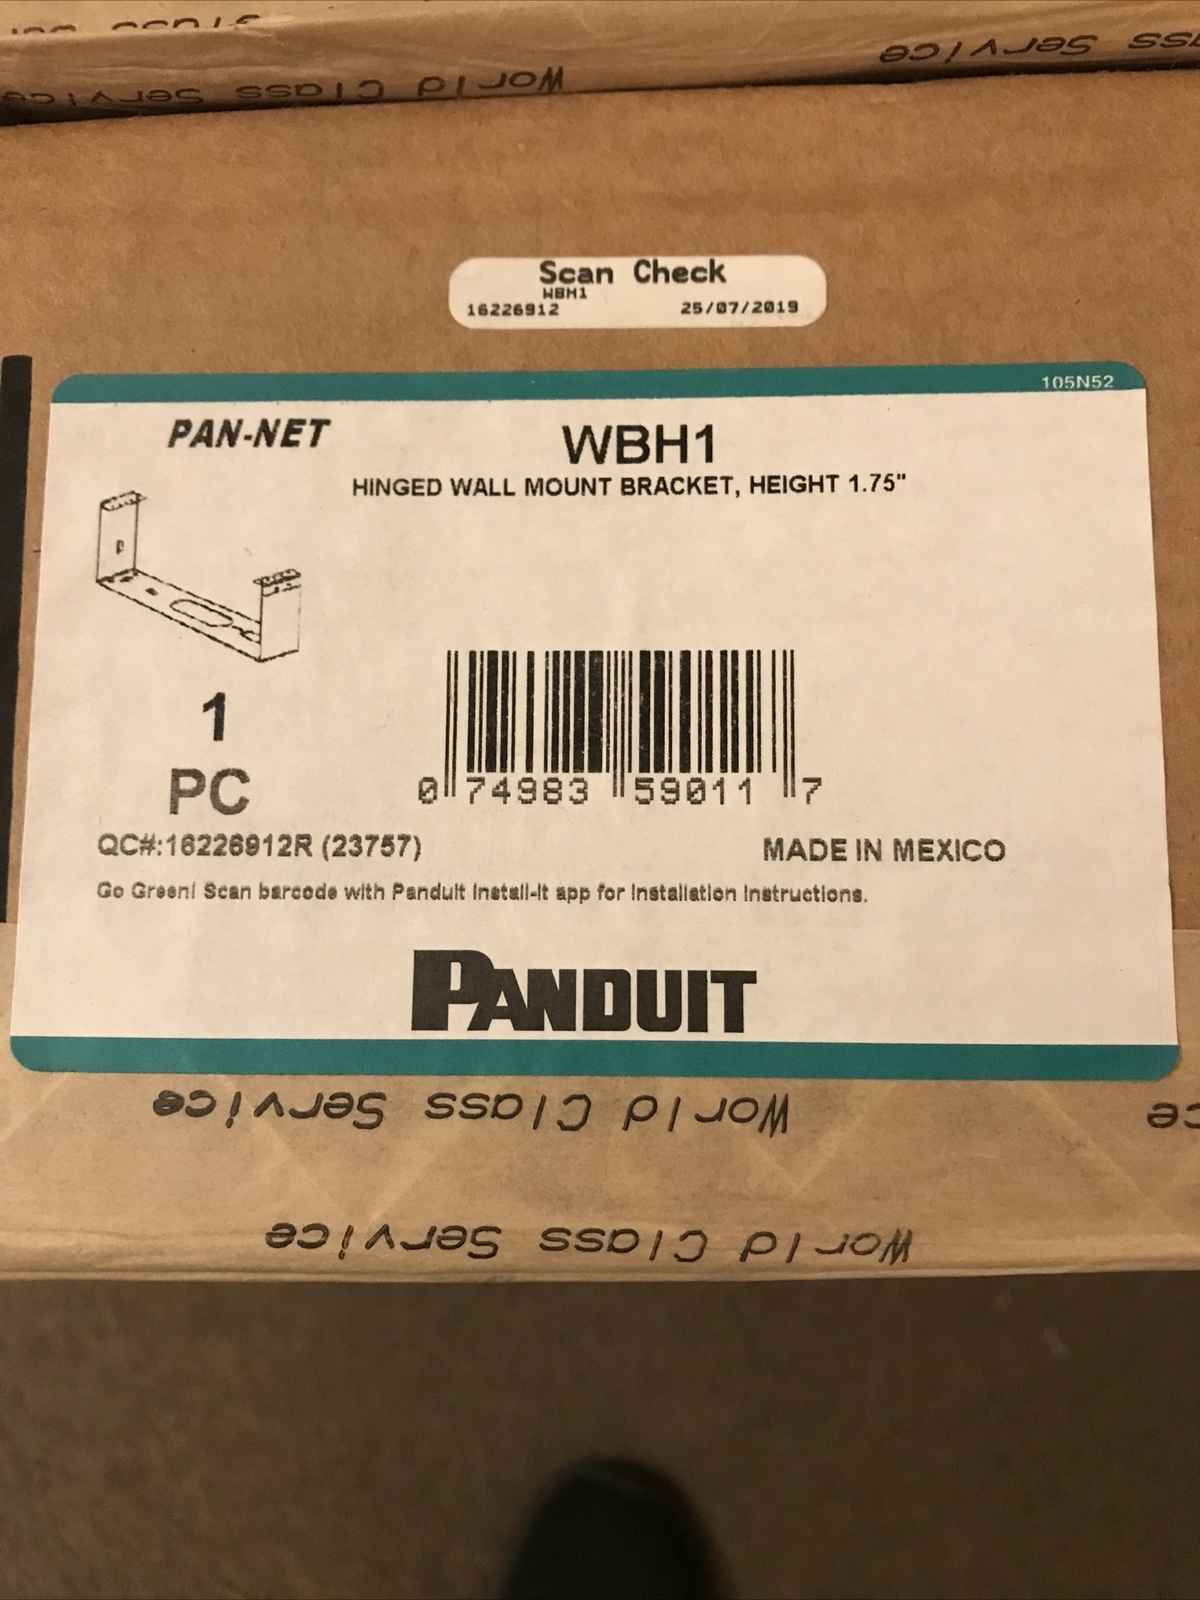 World Class Service
Service
World Class Service
Scan Check
WBH1
16226912 25/07/2019
105N52
PAN-NET
WBH1
HINGED WALL MOUNT BRACKET, HEIGHT 1.75"
1
PC
0 74983 59011 7
QC#:16226912R (23757)
MADE IN MEXICO
Go Green! Scan barcode with Panduit Install-It app for Installation Instructions.
PANDUIT
World Class Service
World Class Service